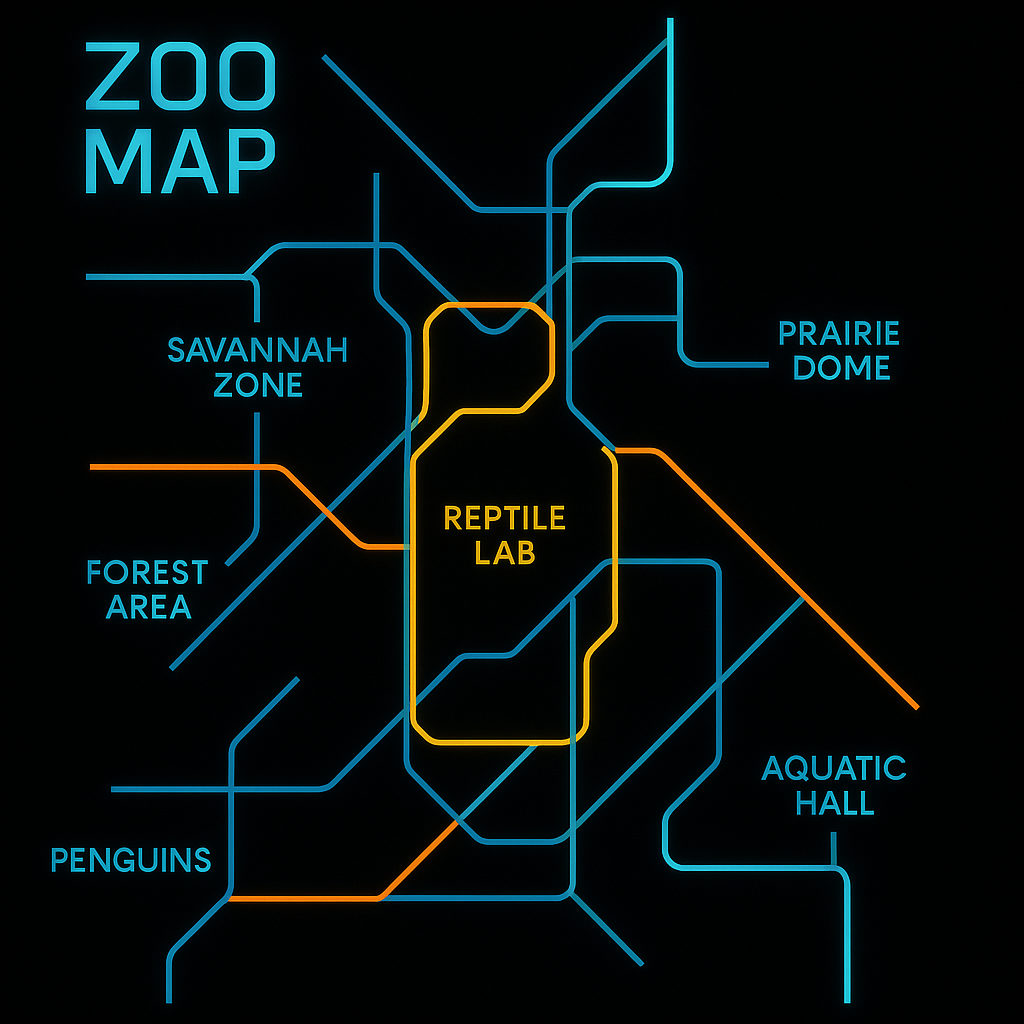 ZOO
MAP
SAVANNAH
ZONE
PRAIRIE
DOME
REPTILE
LAB
FOREST
AREA
AQUATIC
HALL
PENGUINS